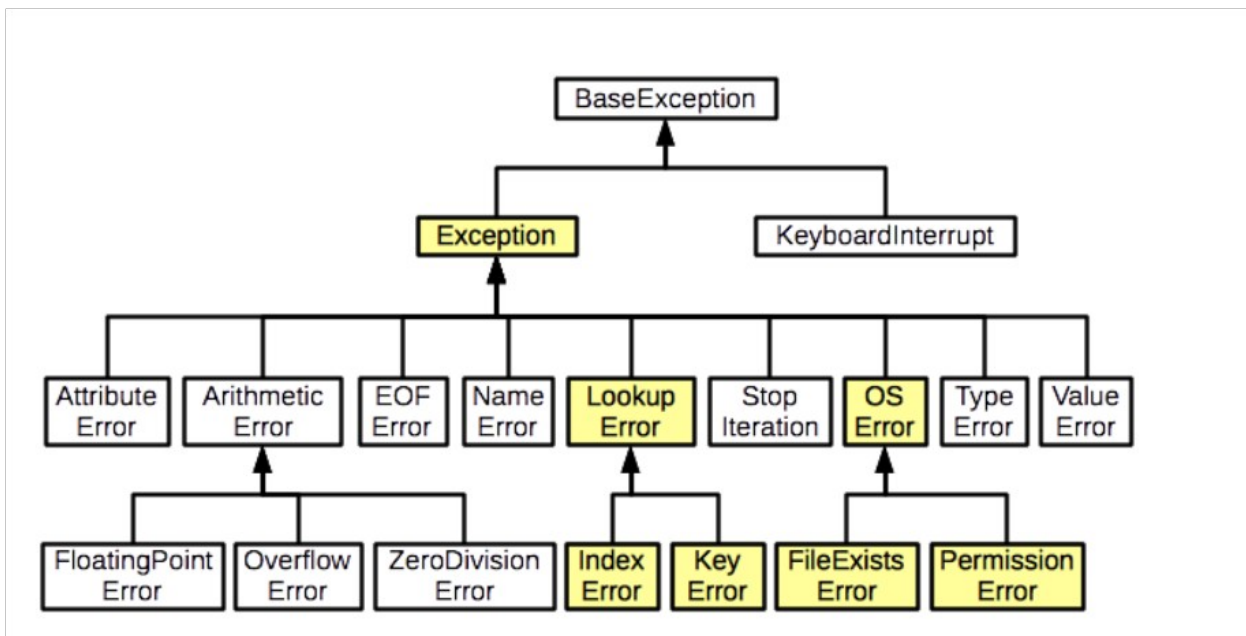 BaseException
Exception
KeyboardInterrupt
Attribute
Error
Arithmetic
Error
EOF
Error
Name
Error
Lookup
Error
Stop
Iteration
OS
Error
Type
Error
Value
Error
FloatingPoint
Error
Overflow
Error
ZeroDivision
Error
Index
Error
Key
Error
FileExists
Error
Permission
Error